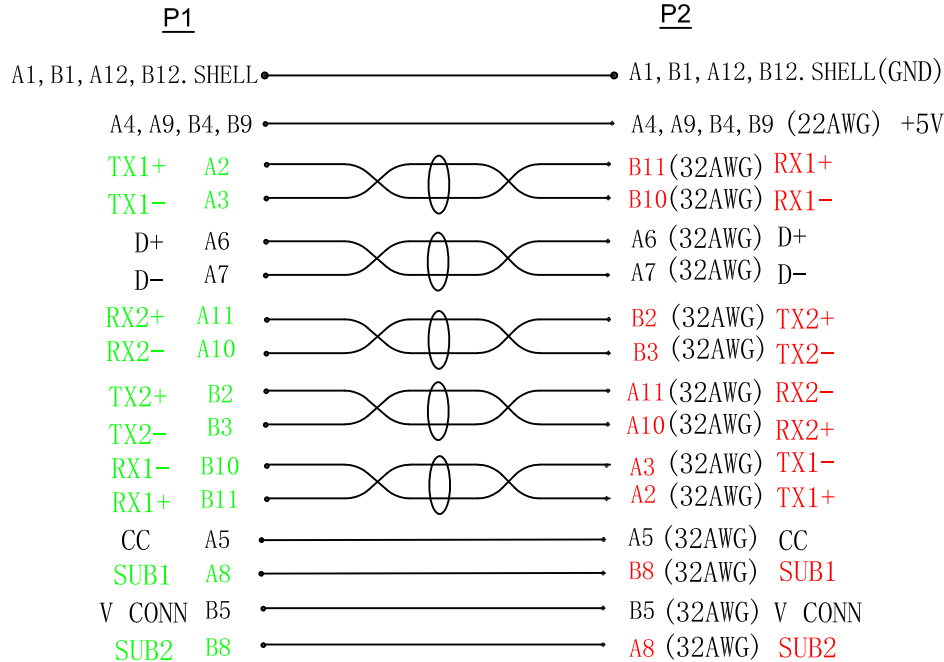 P1 P2
A1,B1,A12,B12.SHELL A1,B1,A12,B12.SHELL(GND)
A4,A9,B4,B9 A4,A9,B4,B9 (22AWG) +5V
TX1+ A2 B11(32AWG) RX1+
TX1- A3 B10(32AWG) RX1-
D+ A6 A6 (32AWG) D+
D- A7 A7 (32AWG) D-
RX2+ A11 B2 (32AWG) TX2+
RX2- A10 B3 (32AWG) TX2-
TX2+ B2 A11(32AWG) RX2-
TX2- B3 A10(32AWG) RX2+
RX1- B10 A3 (32AWG) TX1-
RX1+ B11 A2 (32AWG) TX1+
CC A5 A5 (32AWG) CC
SUB1 A8 B8 (32AWG) SUB1
V CONN B5 B5 (32AWG) V CONN
SUB2 B8 A8 (32AWG) SUB2